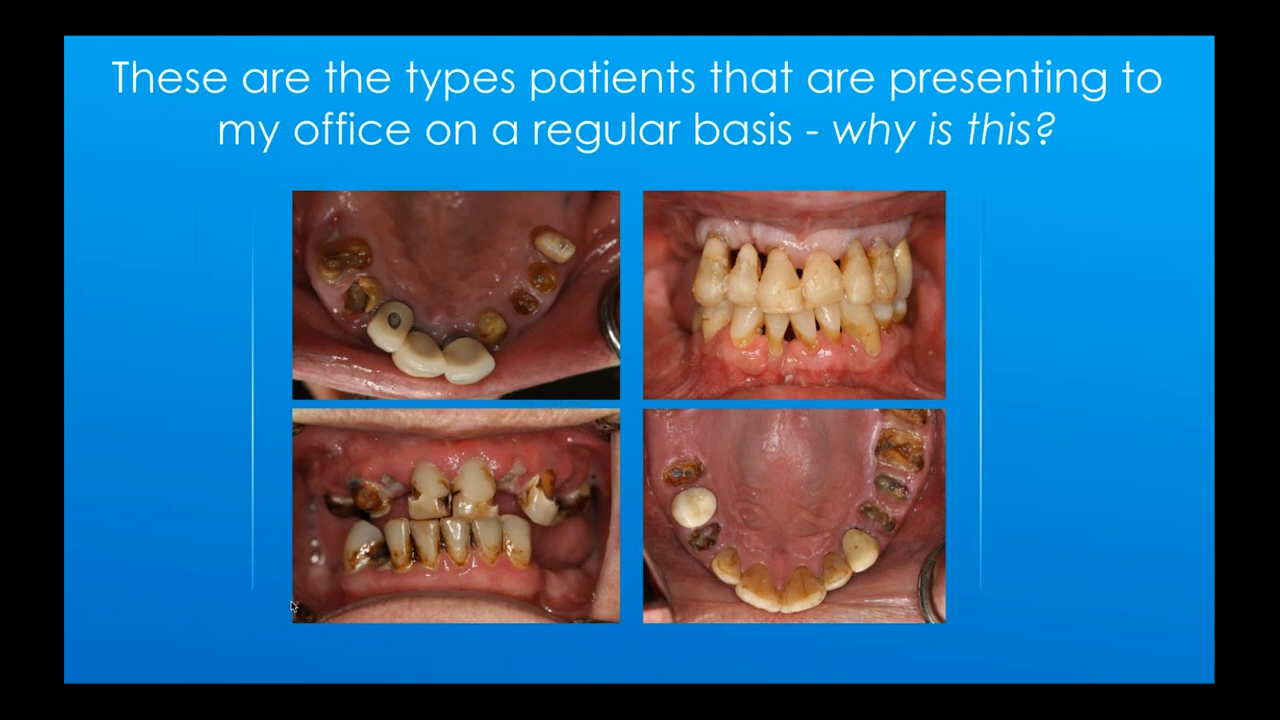 These are the types patients that are presenting to
my office on a regular basis - why is this?